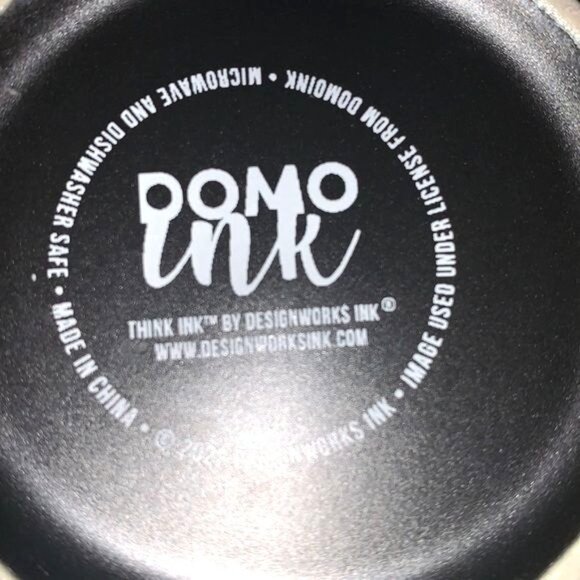 DOMO
ink
THINK INK™ BY DESIGNWORKS INK®
WWW.DESIGNWORKSINK.COM
MICROWAVE AND DISHWASHER SAFE • MADE IN CHINA • © DESIGNWORKS INK • IMAGE USED UNDER LICENSE FROM DOMOINK •